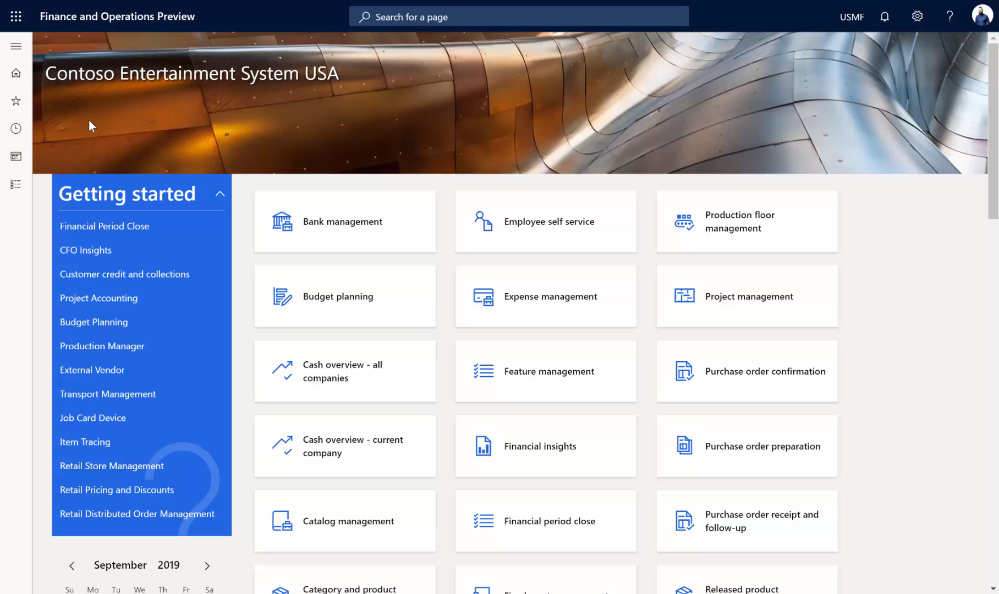 Finance and Operations Preview
Search for a page
USMF
?
Contoso Entertainment System USA
Getting started
Financial Period Close
CFO Insights
Customer credit and collections
Project Accounting
Budget Planning
Production Manager
External Vendor
Transport Management
Job Card Device
Item Tracing
Retail Store Management
Retail Pricing and Discounts
Retail Distributed Order Management
September 2019
Su Mo Tu We Th Fr Sa
Bank management
Employee self service
Production floor
management
Budget planning
Expense management
Project management
Cash overview - all
companies
Feature management
Purchase order confirmation
Cash overview - current
company
Financial insights
Purchase order preparation
Catalog management
Financial period close
Purchase order receipt and
follow-up
Category and product
Released product